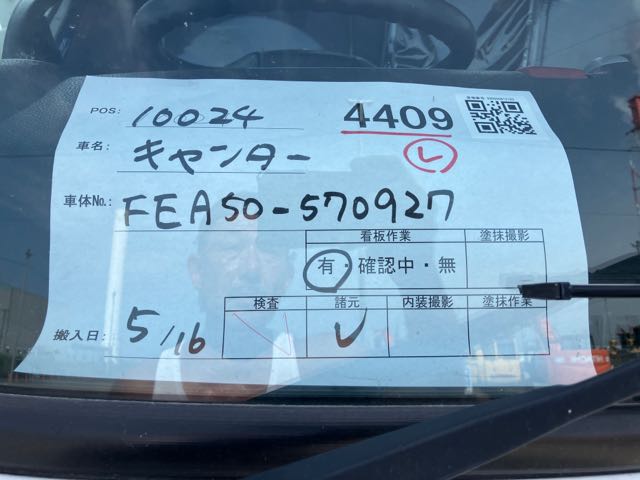 POS: 10024 4409
レ
車名: キャンター
車体No.: FEA50-570927
看板作業 塗抹撮影
有・確認中・無
検査 諸元 内装撮影 塗抹作業
搬入日: 5/16 レ